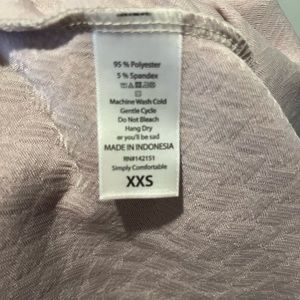 95 % Polyester
5 % Spandex
Machine Wash Cold
Gentle Cycle
Do Not Bleach
Hang Dry
or you'll be sad
MADE IN INDONESIA
RN#142151
Simply Comfortable
XXS